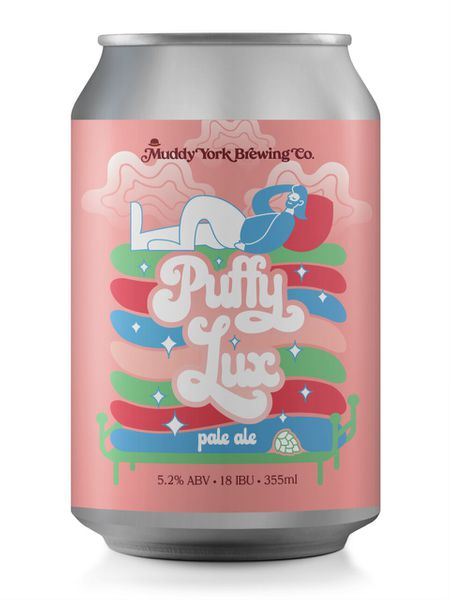 Muddy York Brewing Co.
Puffy
Lux
pale ale
5.2% ABV • 18 IBU • 355ml